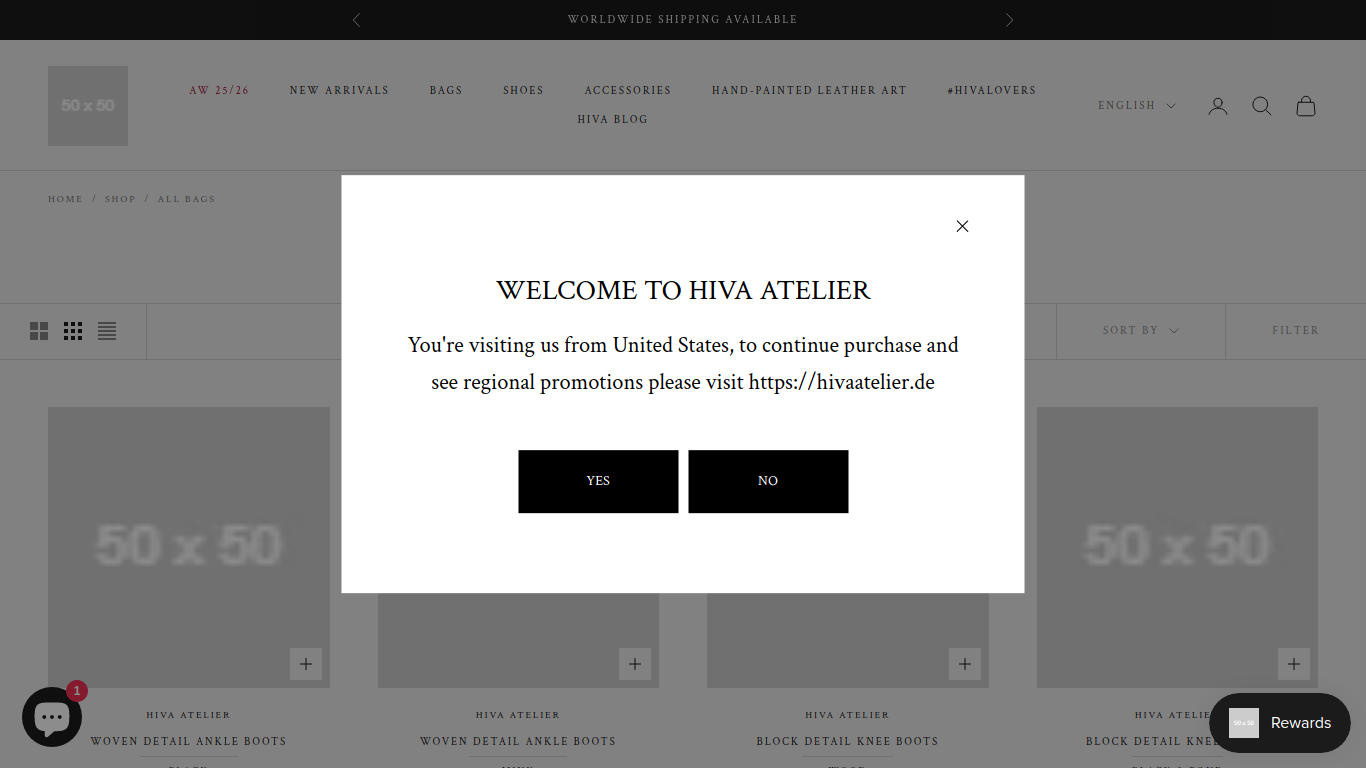 WORLDWIDE SHIPPING AVAILABLE
50 x 50
AW 25/26 NEW ARRIVALS BAGS SHOES ACCESSORIES HAND-PAINTED LEATHER ART #HIVALOVERS
HIVA BLOG
ENGLISH
HOME / SHOP / ALL BAGS
WELCOME TO HIVA ATELIER
You're visiting us from United States, to continue purchase and
see regional promotions please visit https://hivaatelier.de
YES NO
SORT BY FILTER
50 x 50 50 x 50
HIVA ATELIER HIVA ATELIER HIVA ATELIER HIVA ATELIER
WOVEN DETAIL ANKLE BOOTS WOVEN DETAIL ANKLE BOOTS BLOCK DETAIL KNEE BOOTS BLOCK DETAIL KNEE
1
50 x 50 Rewards